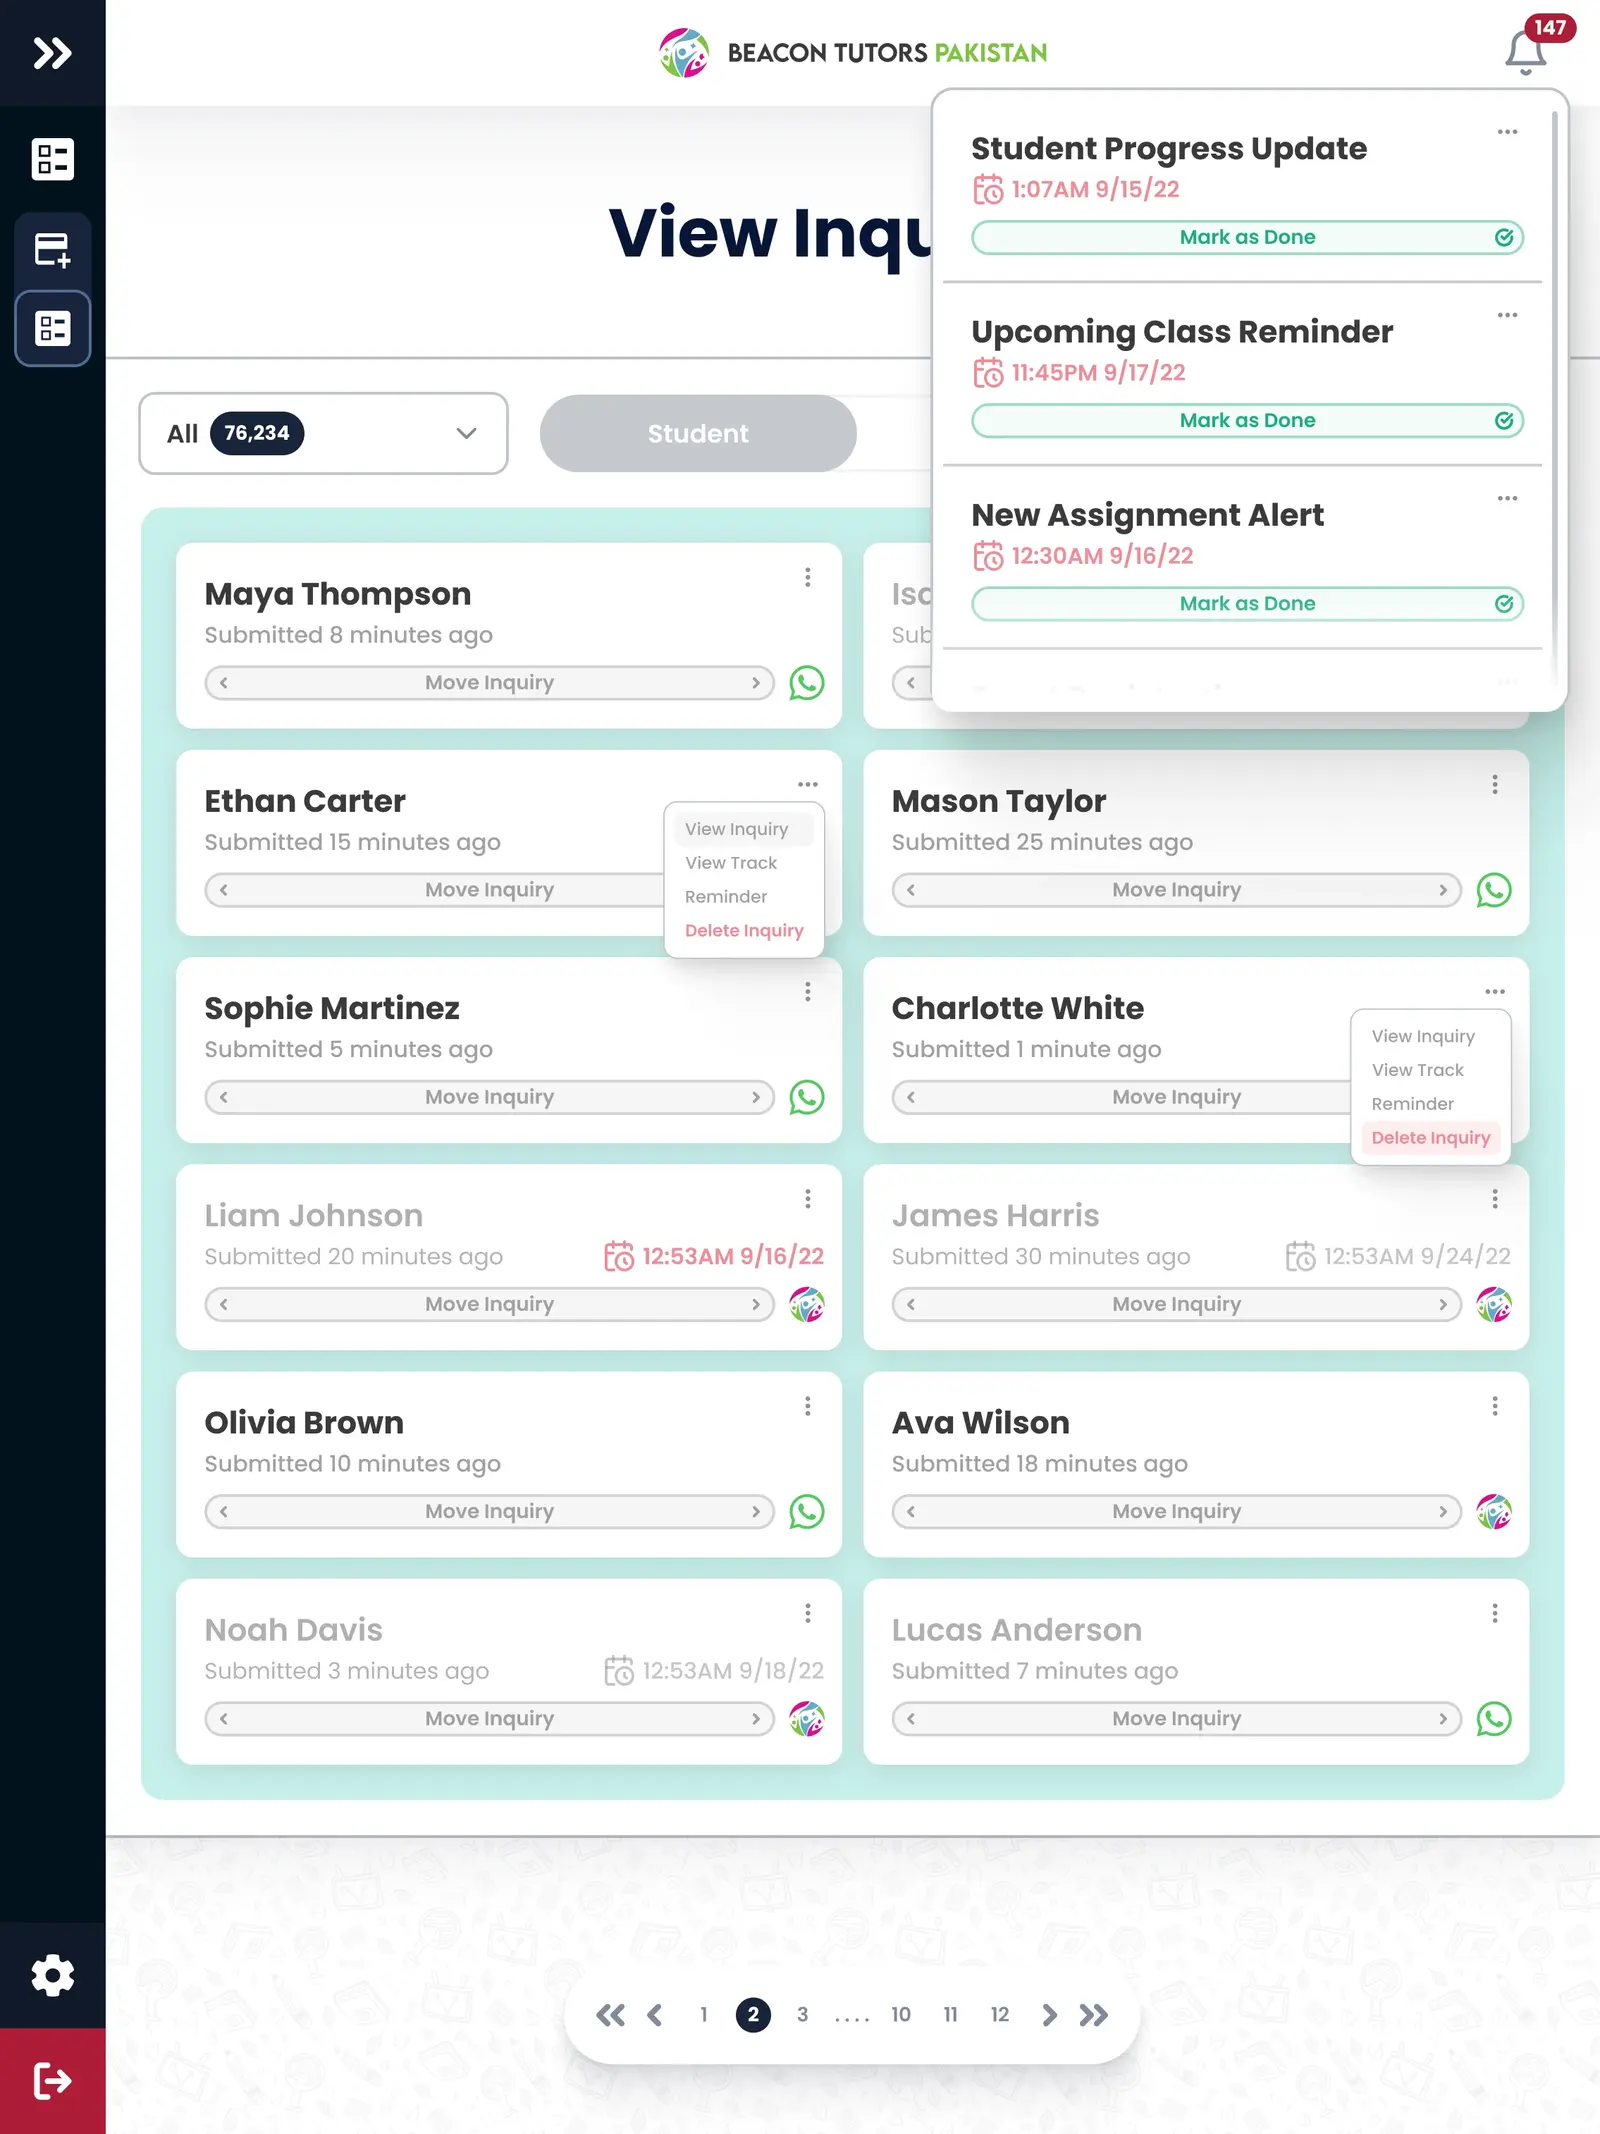 BEACON TUTORS PAKISTAN
147
View Inqu
Student Progress Update
1:07AM 9/15/22
Mark as Done
Upcoming Class Reminder
11:45PM 9/17/22
Mark as Done
New Assignment Alert
12:30AM 9/16/22
Mark as Done
All 76,234
Student
Maya Thompson
Submitted 8 minutes ago
Move Inquiry
Sub
Ethan Carter
Submitted 15 minutes ago
Move Inquiry
View Inquiry
View Track
Reminder
Delete Inquiry
Mason Taylor
Submitted 25 minutes ago
Move Inquiry
Sophie Martinez
Submitted 5 minutes ago
Move Inquiry
Charlotte White
Submitted 1 minute ago
Move Inquiry
View Inquiry
View Track
Reminder
Delete Inquiry
Liam Johnson
Submitted 20 minutes ago
12:53AM 9/16/22
Move Inquiry
James Harris
Submitted 30 minutes ago
12:53AM 9/24/22
Move Inquiry
Olivia Brown
Submitted 10 minutes ago
Move Inquiry
Ava Wilson
Submitted 18 minutes ago
Move Inquiry
Noah Davis
Submitted 3 minutes ago
12:53AM 9/18/22
Move Inquiry
Lucas Anderson
Submitted 7 minutes ago
Move Inquiry
1 2 3 .... 10 11 12